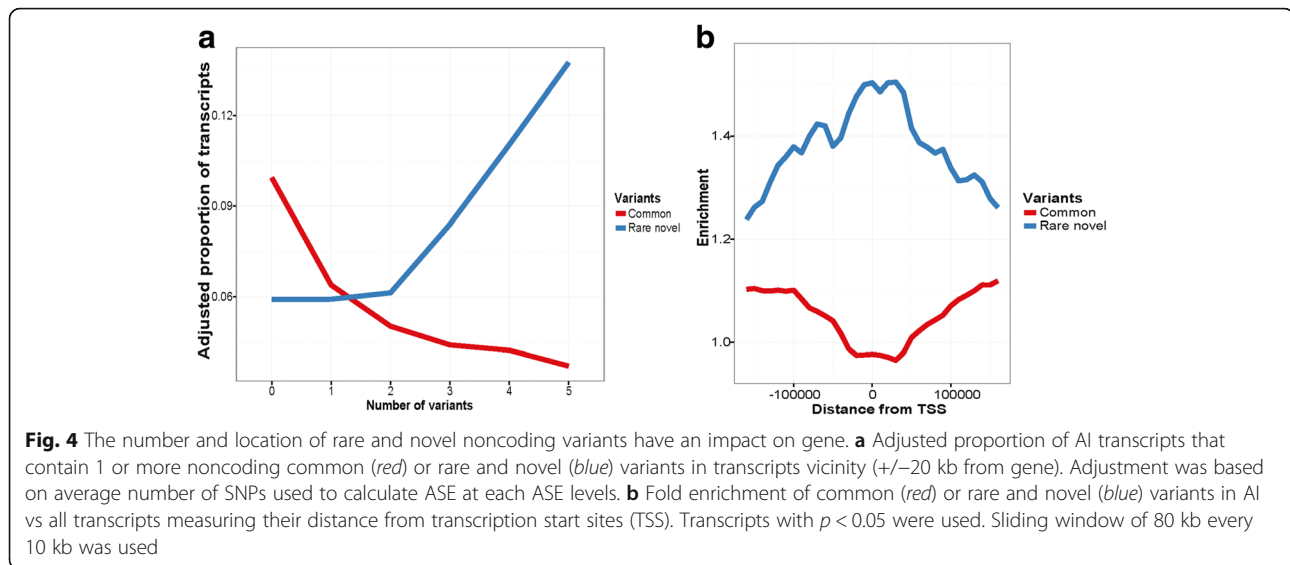 a
Adjusted proportion of transcripts
0.12
0.09
0.06
0
1
2
3
4
5
Number of variants
Variants
Common
Rare novel
b
Enrichment
1.4
1.2
1.0
-100000
0
100000
Distance from TSS
Variants
Common
Rare novel
Fig. 4 The number and location of rare and novel noncoding variants have an impact on gene. a Adjusted proportion of AI transcripts that
contain 1 or more noncoding common (red) or rare and novel (blue) variants in transcripts vicinity (+/−20 kb from gene). Adjustment was based
on average number of SNPs used to calculate ASE at each ASE levels. b Fold enrichment of common (red) or rare and novel (blue) variants in AI
vs all transcripts measuring their distance from transcription start sites (TSS). Transcripts with p < 0.05 were used. Sliding window of 80 kb every
10 kb was used